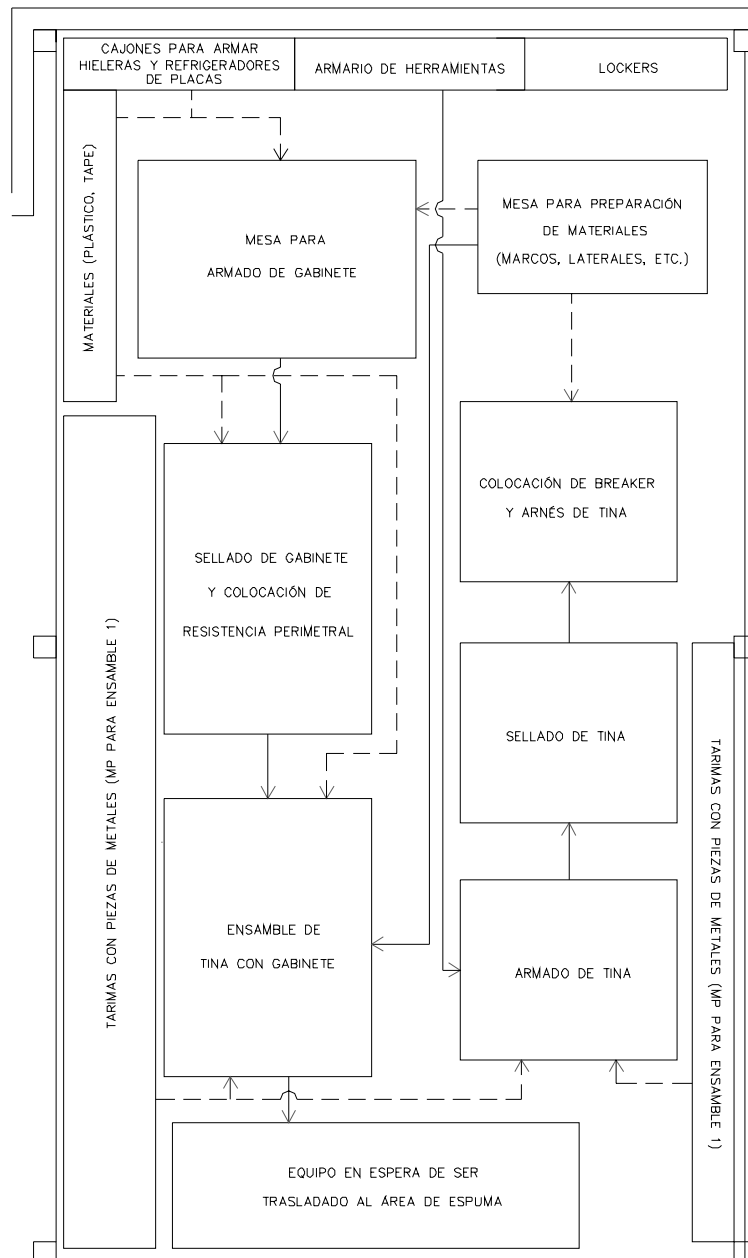 CAJONES PARA ARMAR
HIELERAS Y REFRIGERADORES
DE PLACAS
ARMARIO DE HERRAMIENTAS
LOCKERS
MATERIALES (PLÁSTICO, TAPE)
MESA PARA
ARMADO DE GABINETE
MESA PARA PREPARACIÓN
DE MATERIALES
(MARCOS, LATERALES, ETC.)
TARIMAS CON PIEZAS DE METALES (MP PARA ENSAMBLE 1)
SELLADO DE GABINETE
Y COLOCACIÓN DE
RESISTENCIA PERIMETRAL
COLOCACIÓN DE BREAKER
Y ARNÉS DE TINA
SELLADO DE TINA
TARIMAS CON PIEZAS DE METALES (MP PARA ENSAMBLE 1)
ENSAMBLE DE
TINA CON GABINETE
ARMADO DE TINA
EQUIPO EN ESPERA DE SER
TRASLADADO AL ÁREA DE ESPUMA